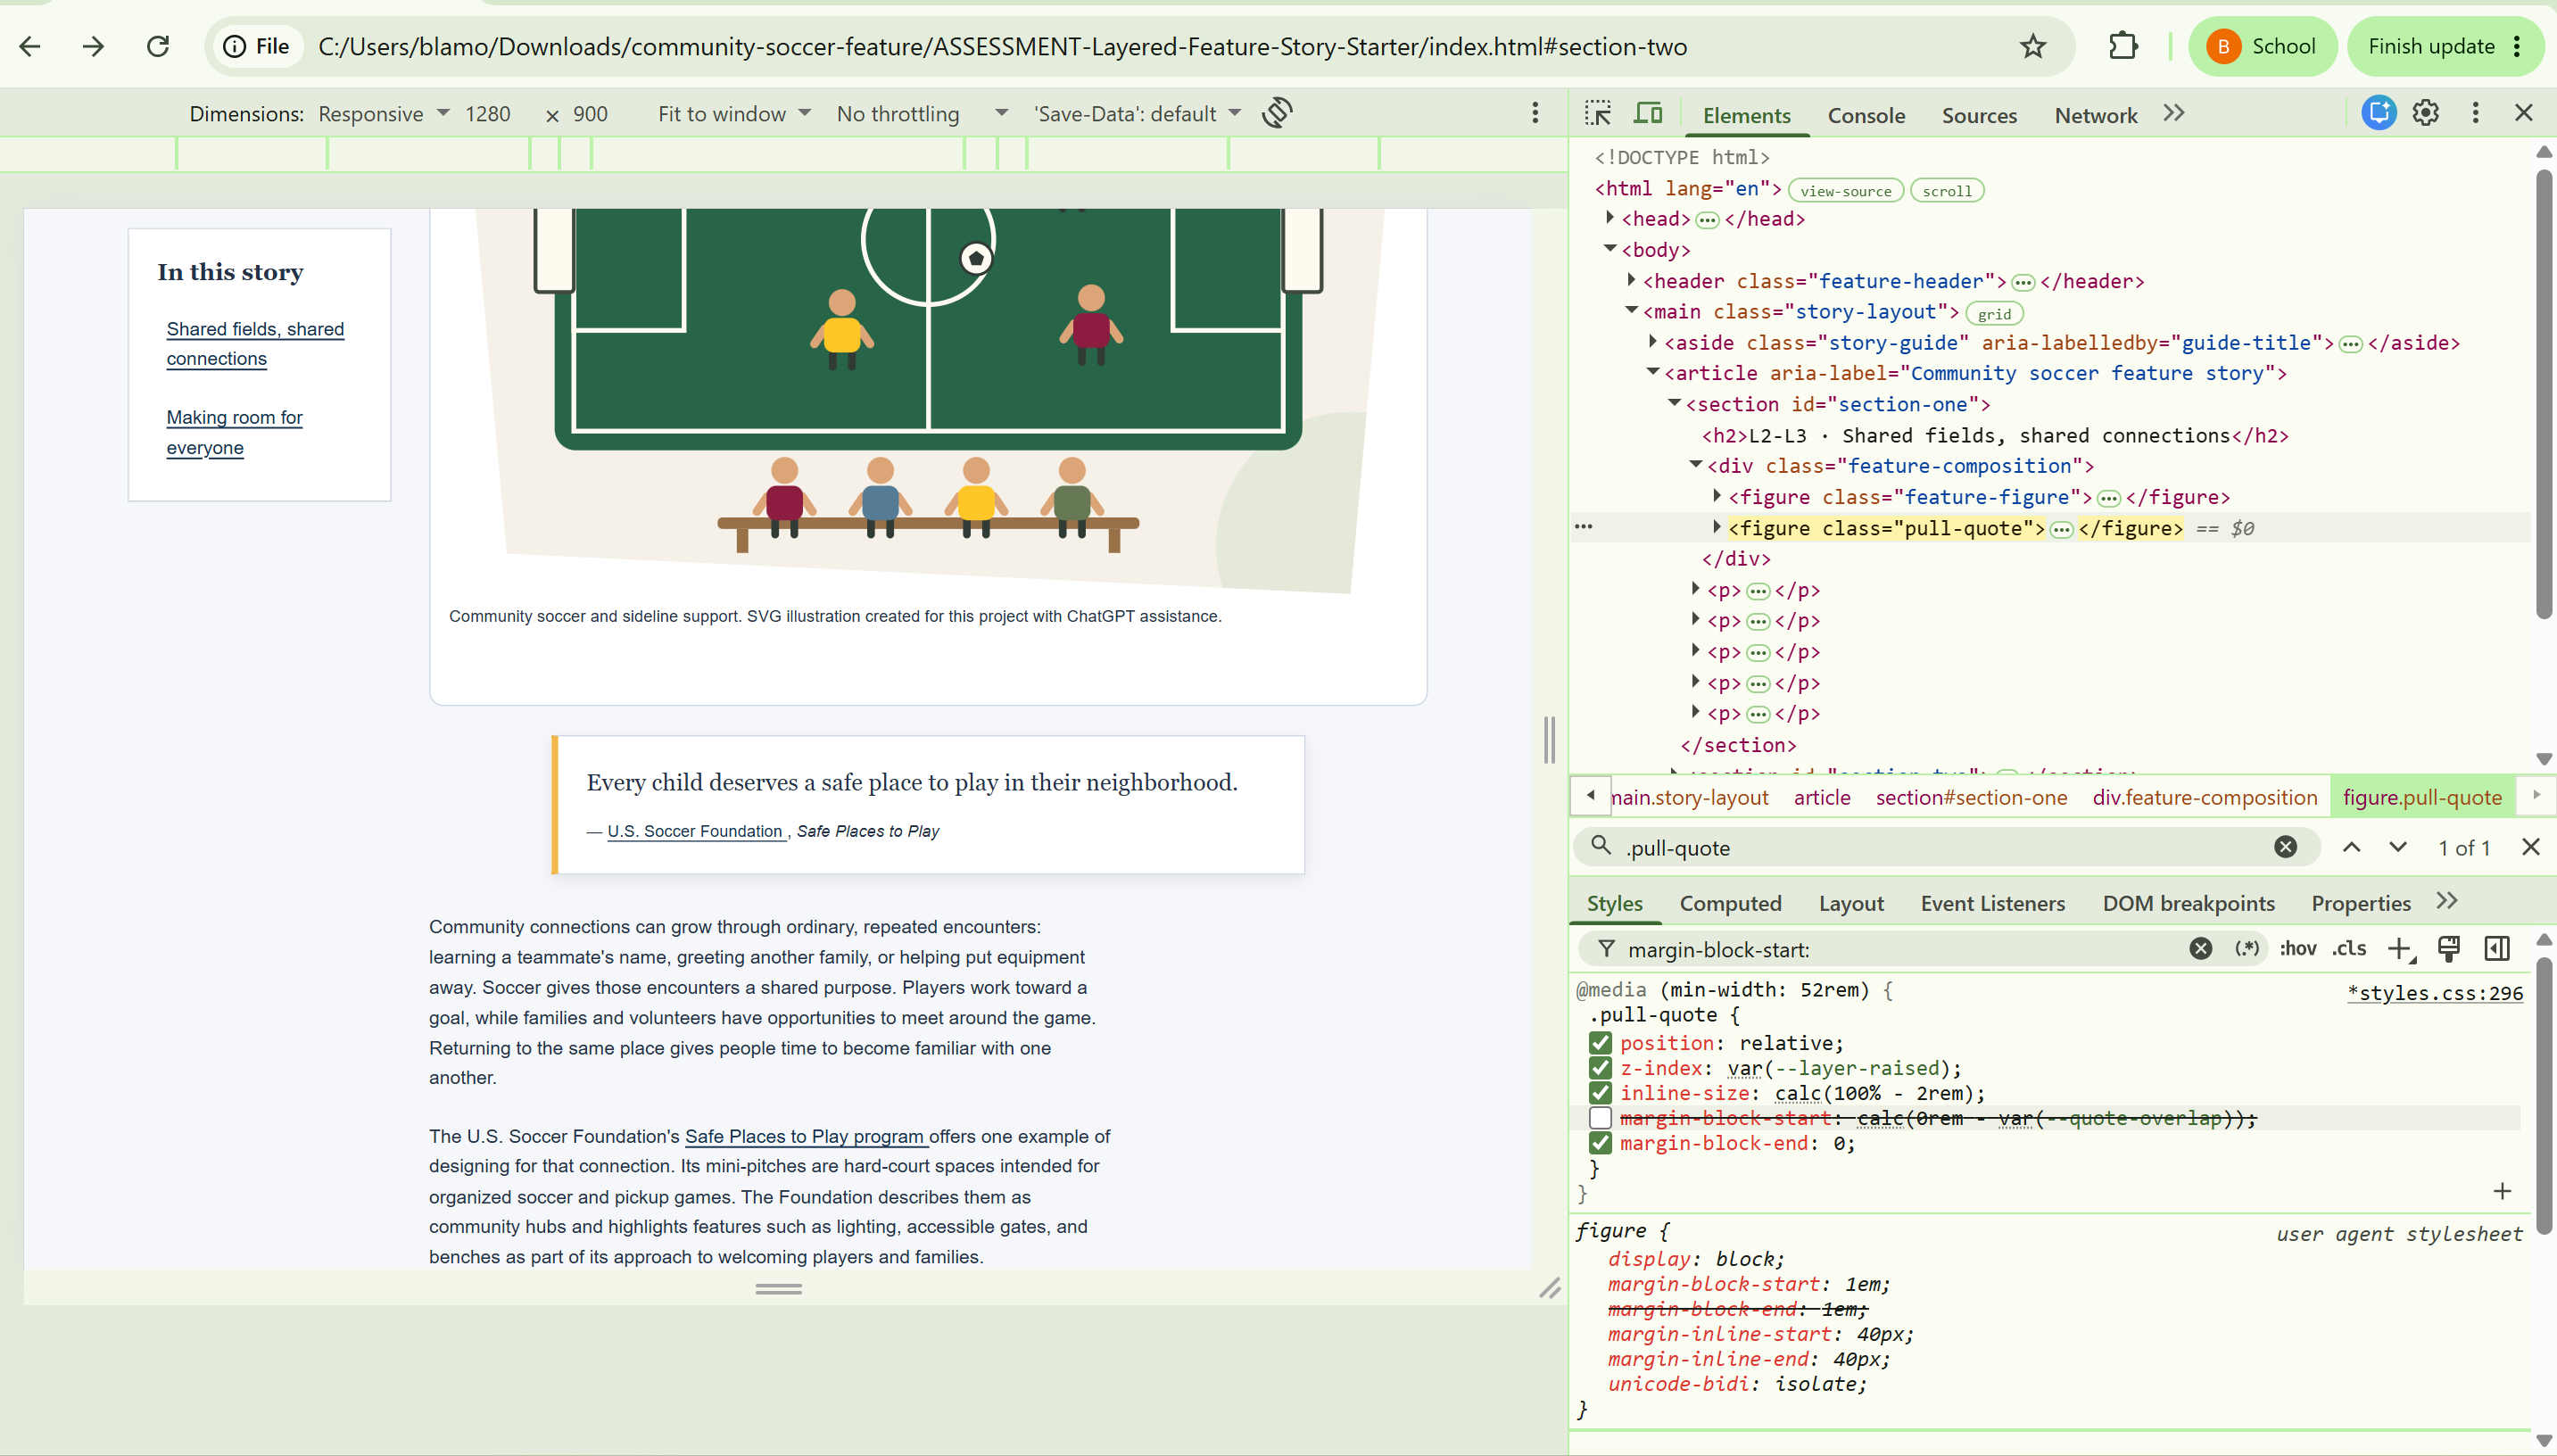 File C:/Users/blamo/Downloads/community-soccer-feature/ASSESSMENT-Layered-Feature-Story-Starter/index.html#section-two B School Finish update
Dimensions: Responsive 1280 × 900 Fit to window No throttling 'Save-Data': default
In this story
Shared fields, shared
connections
Making room for
everyone
Community soccer and sideline support. SVG illustration created for this project with ChatGPT assistance.
Every child deserves a safe place to play in their neighborhood.
— U.S. Soccer Foundation , Safe Places to Play
Community connections can grow through ordinary, repeated encounters:
learning a teammate's name, greeting another family, or helping put equipment
away. Soccer gives those encounters a shared purpose. Players work toward a
goal, while families and volunteers have opportunities to meet around the game.
Returning to the same place gives people time to become familiar with one
another.
The U.S. Soccer Foundation's Safe Places to Play program offers one example of
designing for that connection. Its mini-pitches are hard-court spaces intended for
organized soccer and pickup games. The Foundation describes them as
community hubs and highlights features such as lighting, accessible gates, and
benches as part of its approach to welcoming players and families.
Elements Console Sources Network
<!DOCTYPE html>
<html lang="en"> view-source scroll
<head> ••• </head>
<body>
<header class="feature-header"> ••• </header>
<main class="story-layout"> grid
<aside class="story-guide" aria-labelledby="guide-title"> ••• </aside>
<article aria-label="Community soccer feature story">
<section id="section-one">
<h2>L2-L3 · Shared fields, shared connections</h2>
<div class="feature-composition">
<figure class="feature-figure"> ••• </figure>
••• <figure class="pull-quote"> ••• </figure> == $0
</div>
<p> ••• </p>
<p> ••• </p>
<p> ••• </p>
<p> ••• </p>
<p> ••• </p>
</section>
main.story-layout article section#section-one div.feature-composition figure.pull-quote
.pull-quote 1 of 1
Styles Computed Layout Event Listeners DOM breakpoints Properties
margin-block-start: (.*) :hov .cls
@media (min-width: 52rem) { *styles.css:296
.pull-quote {
position: relative;
z-index: var(--layer-raised);
inline-size: calc(100% - 2rem);
margin-block-start: calc(0rem - var(--quote-overlap));
margin-block-end: 0;
}
}
figure { user agent stylesheet
display: block;
margin-block-start: 1em;
margin-block-end: 1em;
margin-inline-start: 40px;
margin-inline-end: 40px;
unicode-bidi: isolate;
}